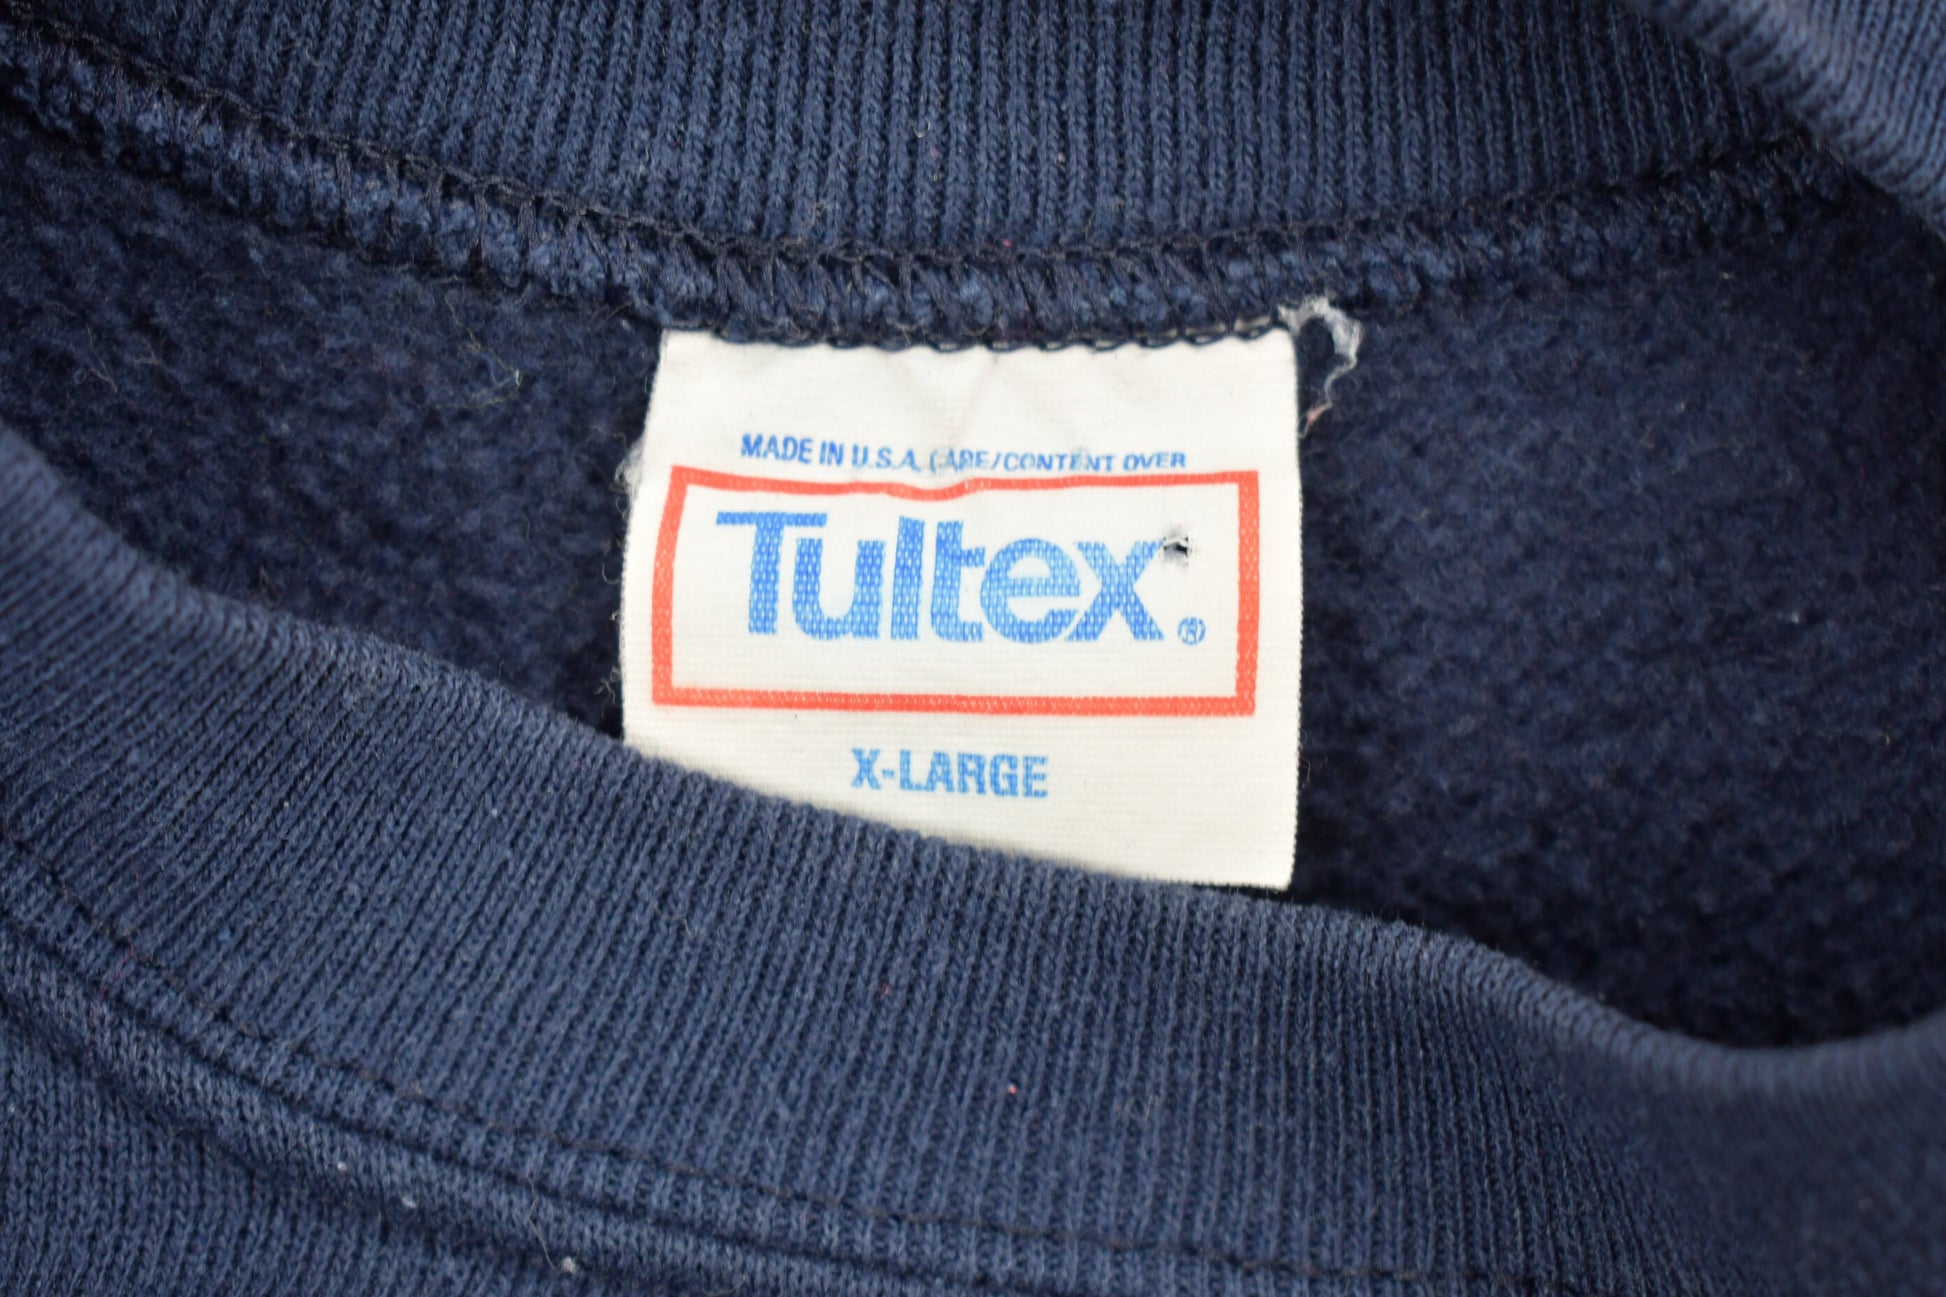 MADE IN U.S.A. CARE/CONTENT OVER
Tultex®
X-LARGE